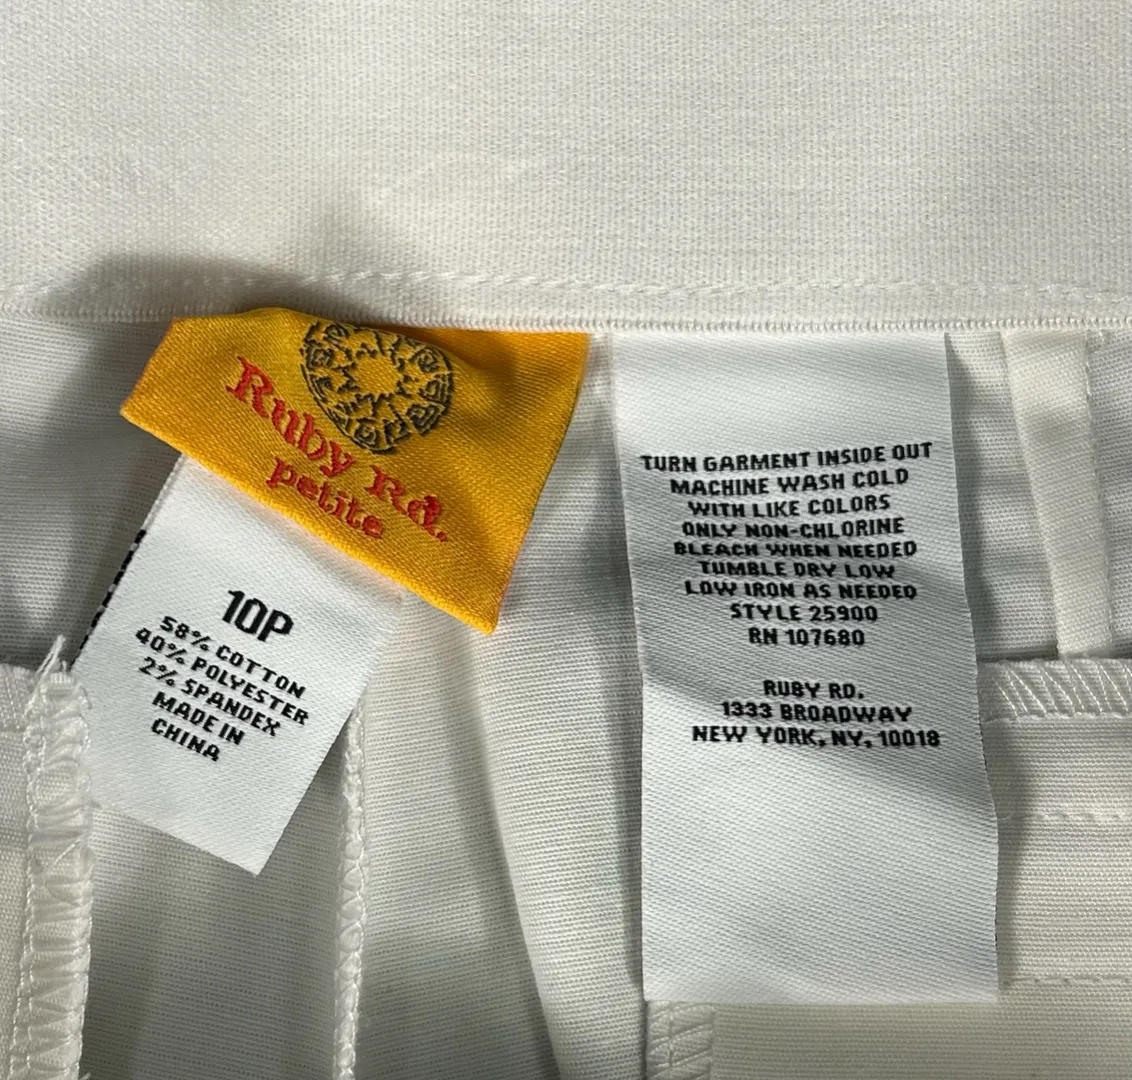 Ruby Rd.
petite
10P
58% COTTON
40% POLYESTER
2% SPANDEX
MADE IN
CHINA
TURN GARMENT INSIDE OUT
MACHINE WASH COLD
WITH LIKE COLORS
ONLY NON-CHLORINE
BLEACH WHEN NEEDED
TUMBLE DRY LOW
LOW IRON AS NEEDED
STYLE 25900
RN 107680
RUBY RD.
1333 BROADWAY
NEW YORK, NY, 10018